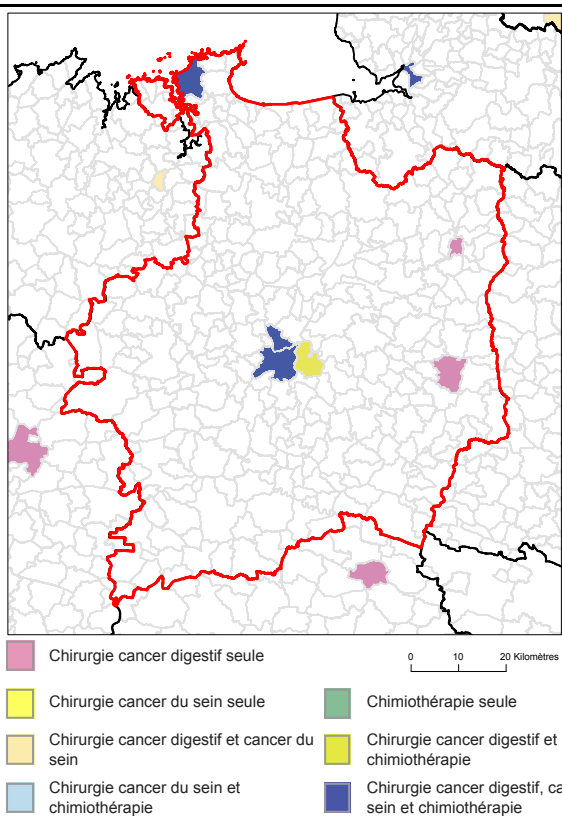 Chirurgie cancer digestif seule
0 10 20 Kilomètres
Chirurgie cancer du sein seule
Chimiothérapie seule
Chirurgie cancer digestif et cancer du
sein
Chirurgie cancer digestif et
chimiothérapie
Chirurgie cancer du sein et
chimiothérapie
Chirurgie cancer digestif, ca
sein et chimiothérapie